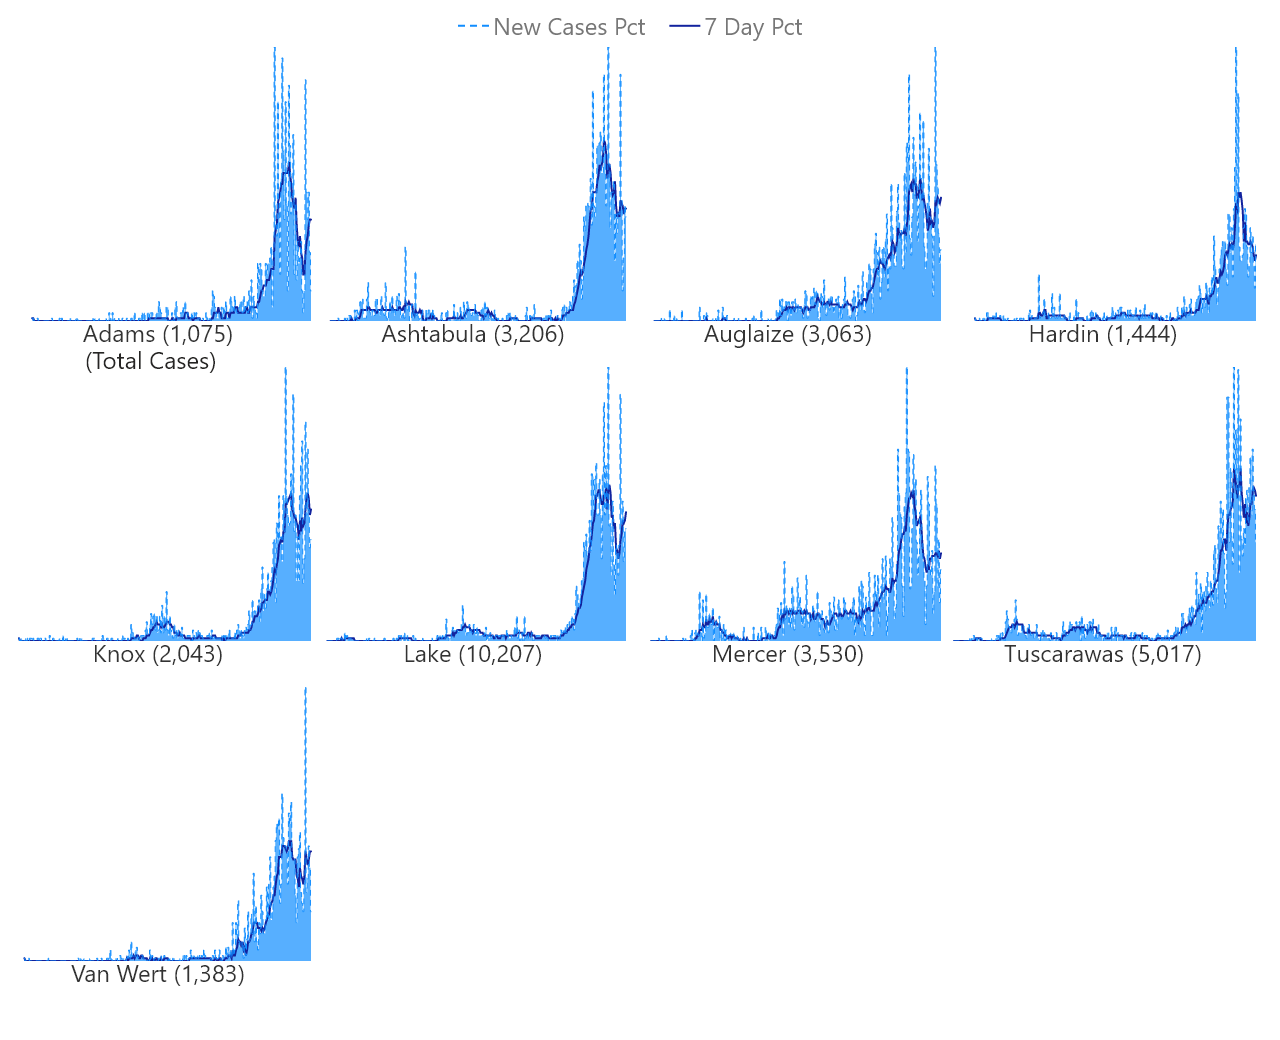 New Cases Pct 7 Day Pct
Adams (1,075)
(Total Cases)
Ashtabula (3,206)
Auglaize (3,063)
Hardin (1,444)
Knox (2,043)
Lake (10,207)
Mercer (3,530)
Tuscarawas (5,017)
Van Wert (1,383)